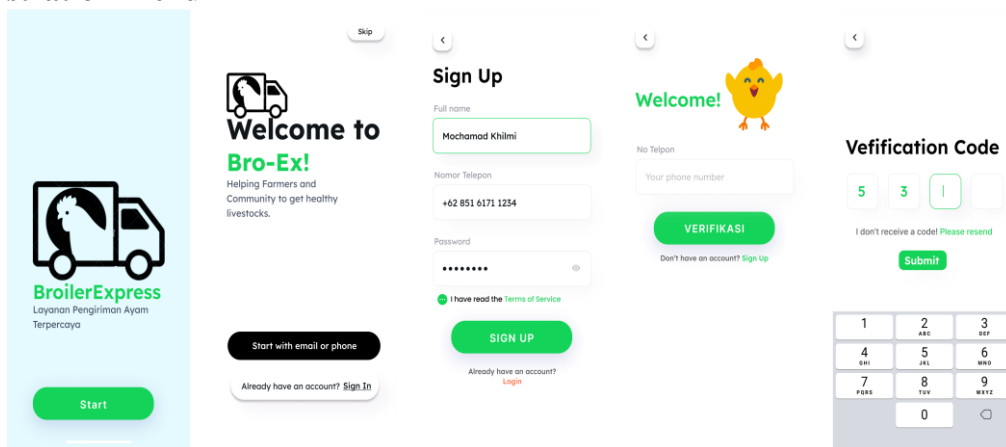 BroilerExpress
Layanan Pengiriman Ayam
Terpercaya
Start
Skip
Welcome to
Bro-Ex!
Helping Farmers and
Community to get healthy
livestocks.
Start with email or phone
Already have an account? Sign In
Sign Up
Full name
Mochamad Khilmi
Nomor Telepon
+62 851 6171 1234
Password
I have read the Terms of Service
SIGN UP
Already have an account?
Login
Welcome!
No Telpon
Your phone number
VERIFIKASI
Don't have an account? Sign Up
Vefification Code
5 3
I don't receive a code! Please resend
Submit
1 2 3
ABC DEF
4 5 6
GHI JKL MNO
7 8 9
PQRS TUV WXYZ
0